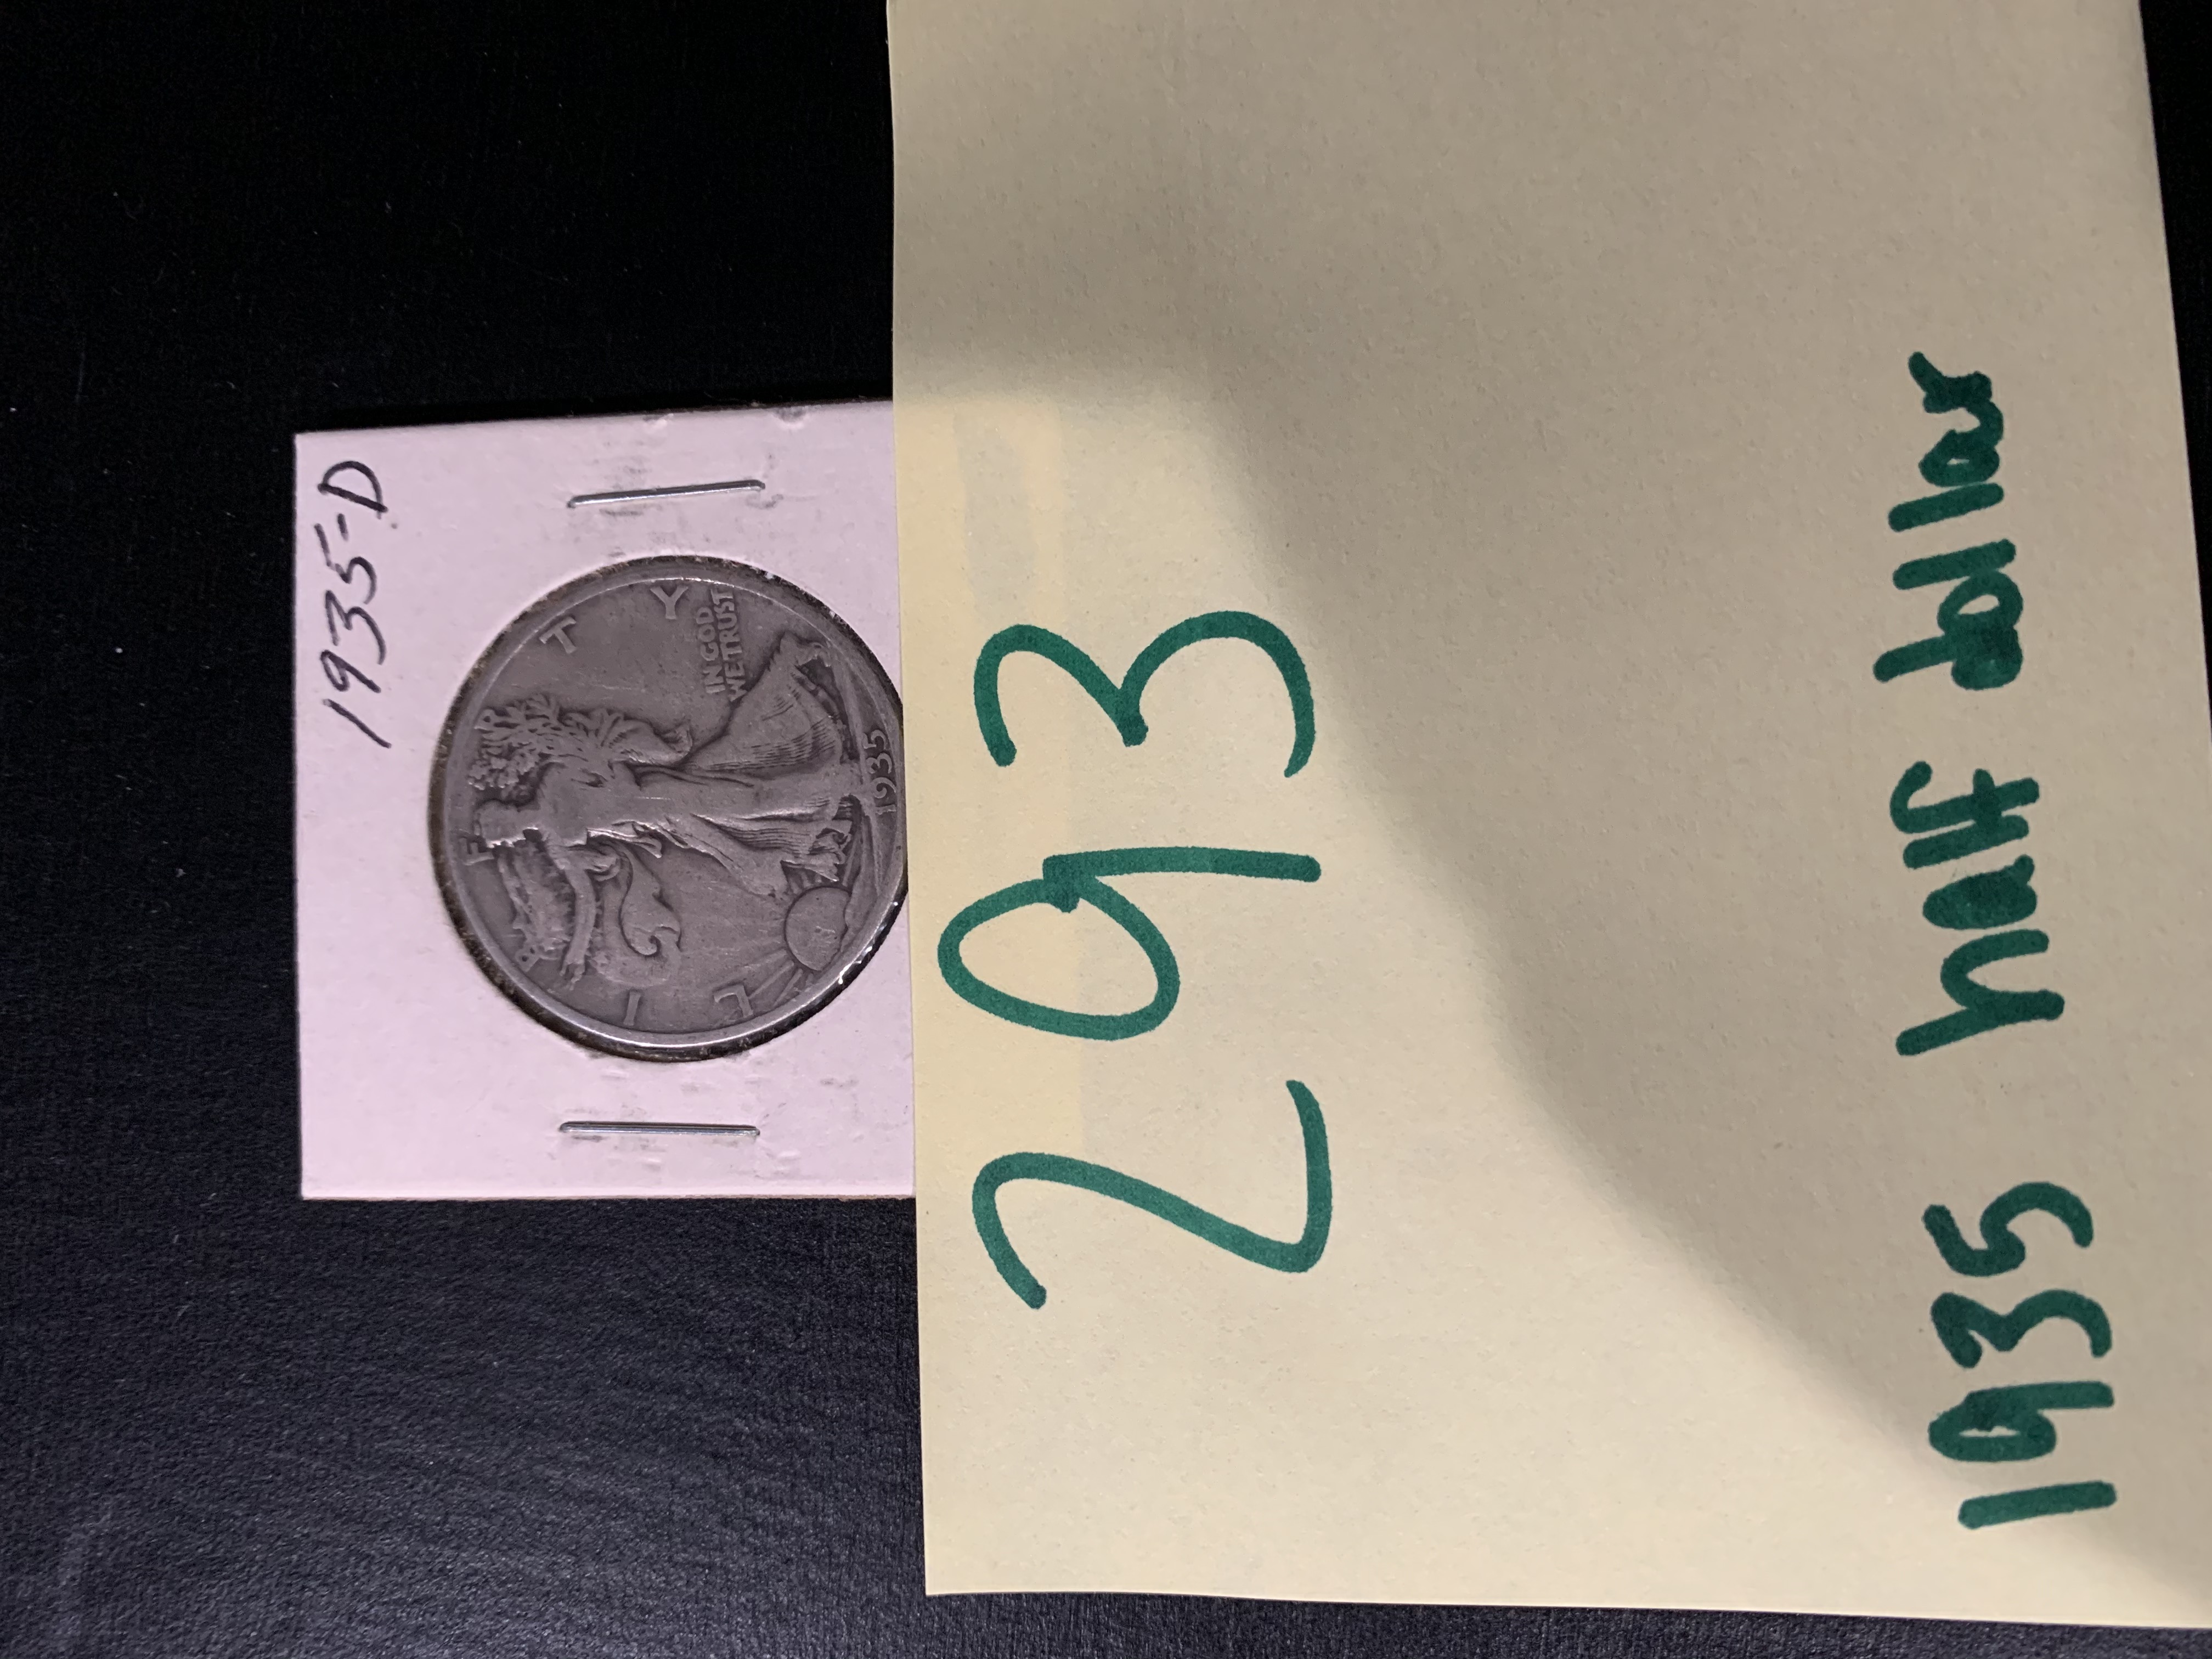 1935-D
LIBERTY
IN GOD
WE TRUST
1935
293
1935 Half dollar